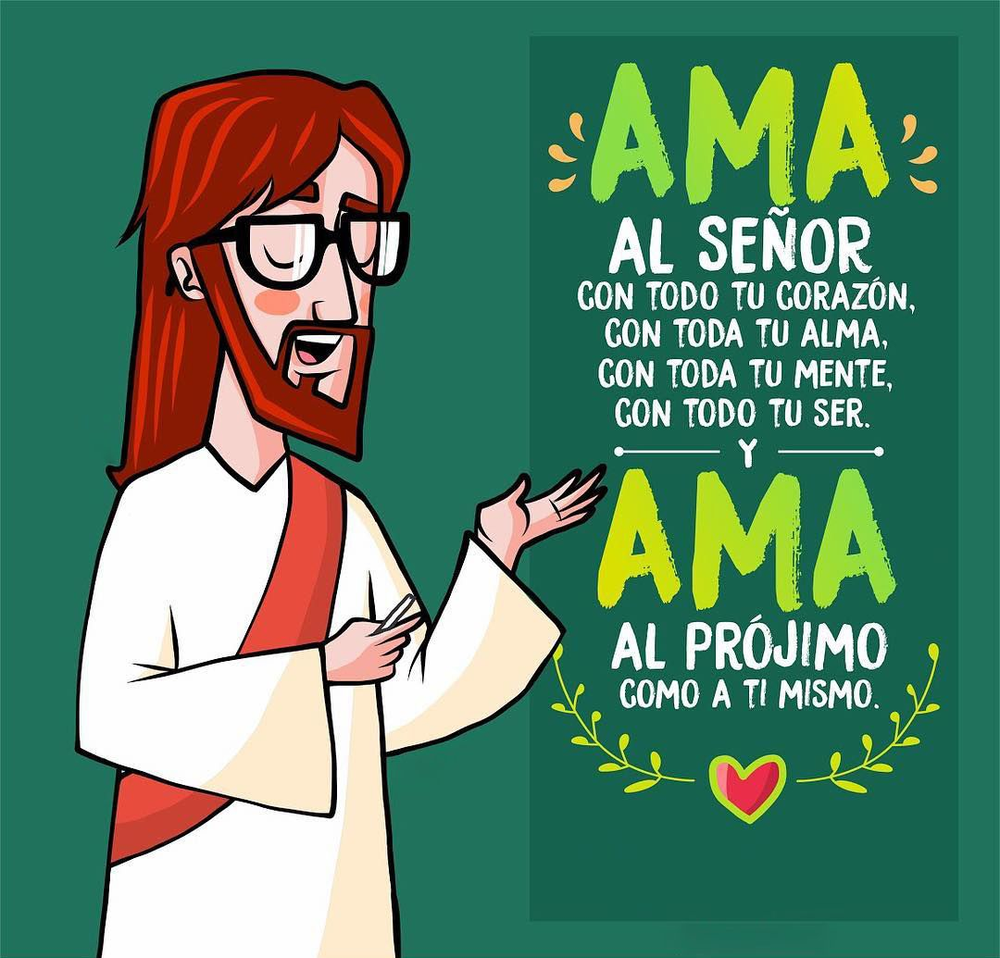 AMA
AL SEÑOR
CON TODO TU CORAZÓN,
CON TODA TU ALMA,
CON TODA TU MENTE,
CON TODO TU SER.
Y
AMA
AL PRÓJIMO
COMO A TI MISMO.